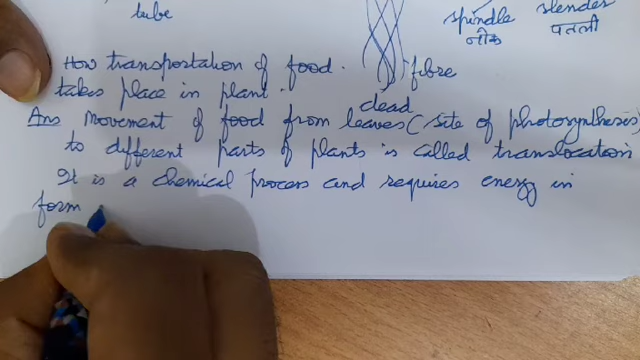 tube
spindle
slender
पतली
How transportation of food.
fibre
takes place in plant.
dead
Ans Movement of food from leaves (site of photosynthesis)
to different parts of plants is called translocation
It is a chemical process and requires energy in
form